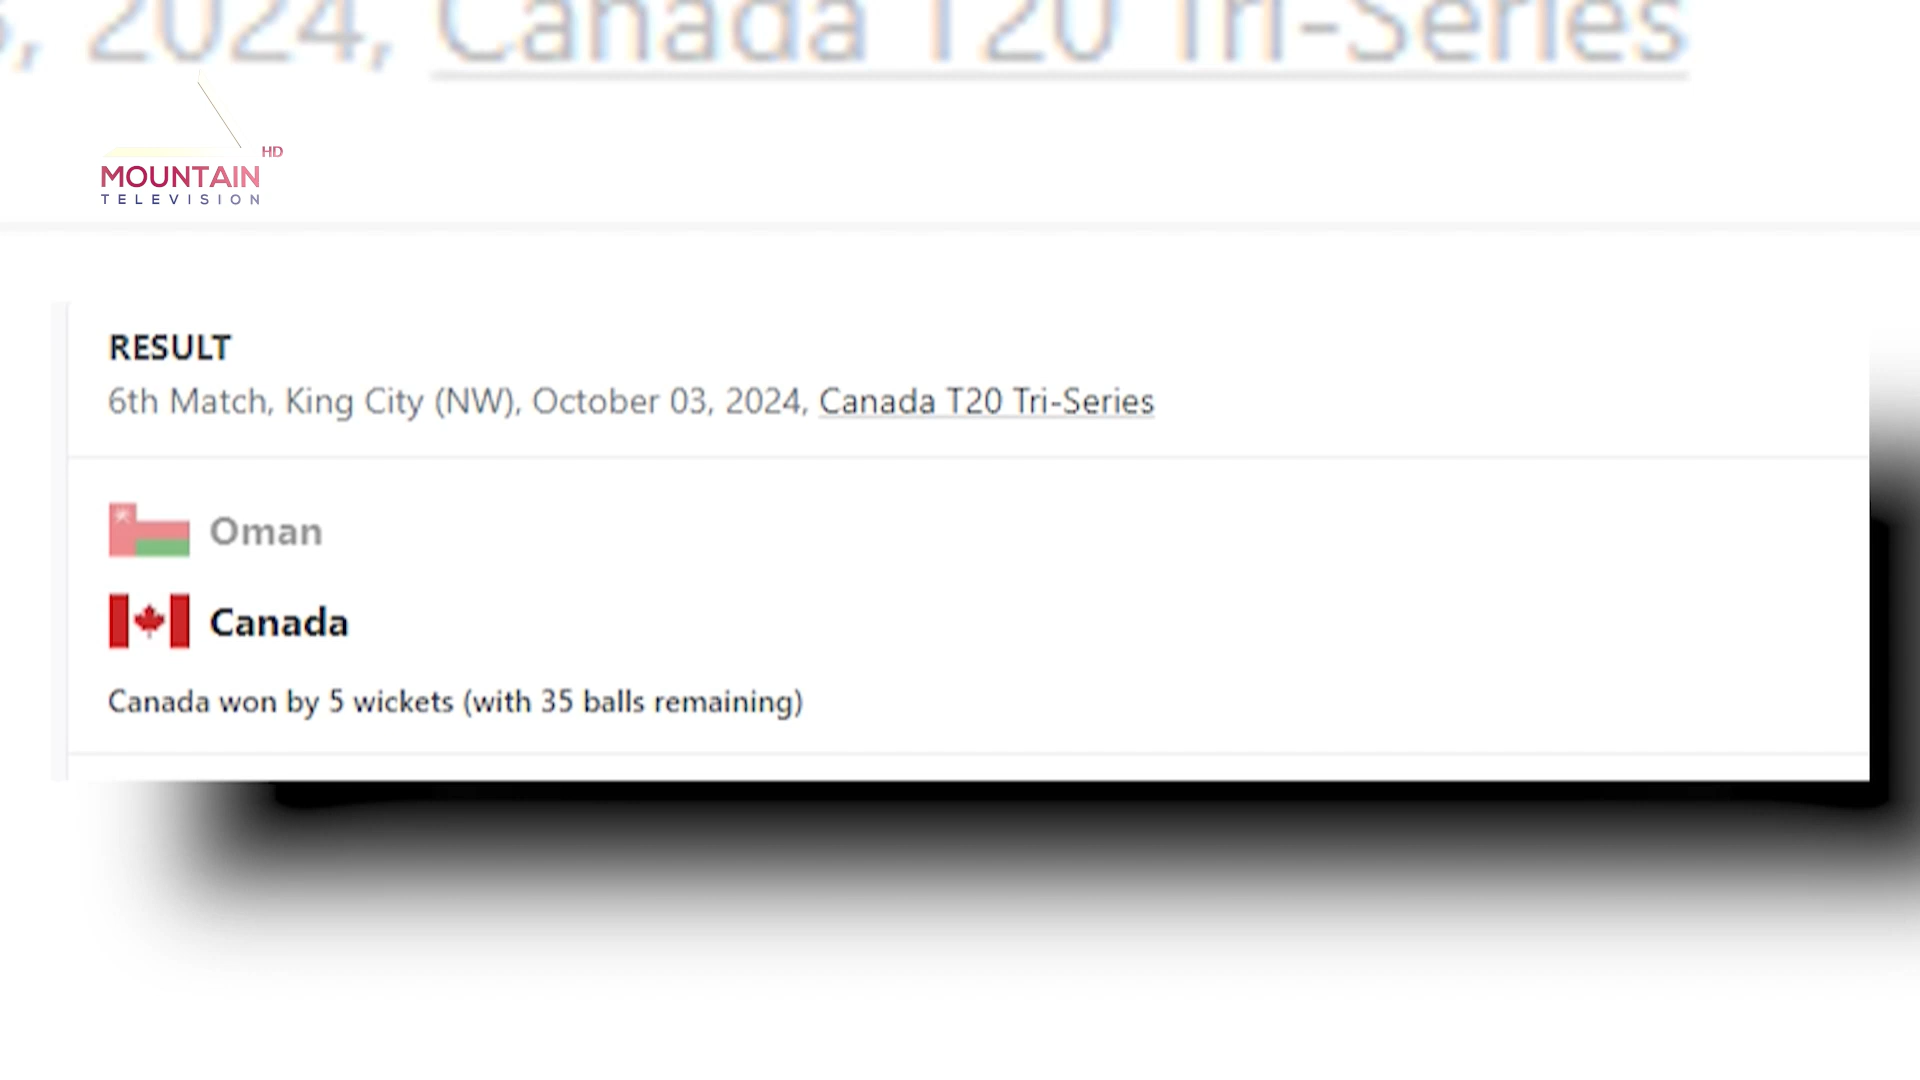 2024, Canada T20 Tri-Series
HD
MOUNTAIN
TELEVISION
RESULT
6th Match, King City (NW), October 03, 2024, Canada T20 Tri-Series
Oman
Canada
Canada won by 5 wickets (with 35 balls remaining)